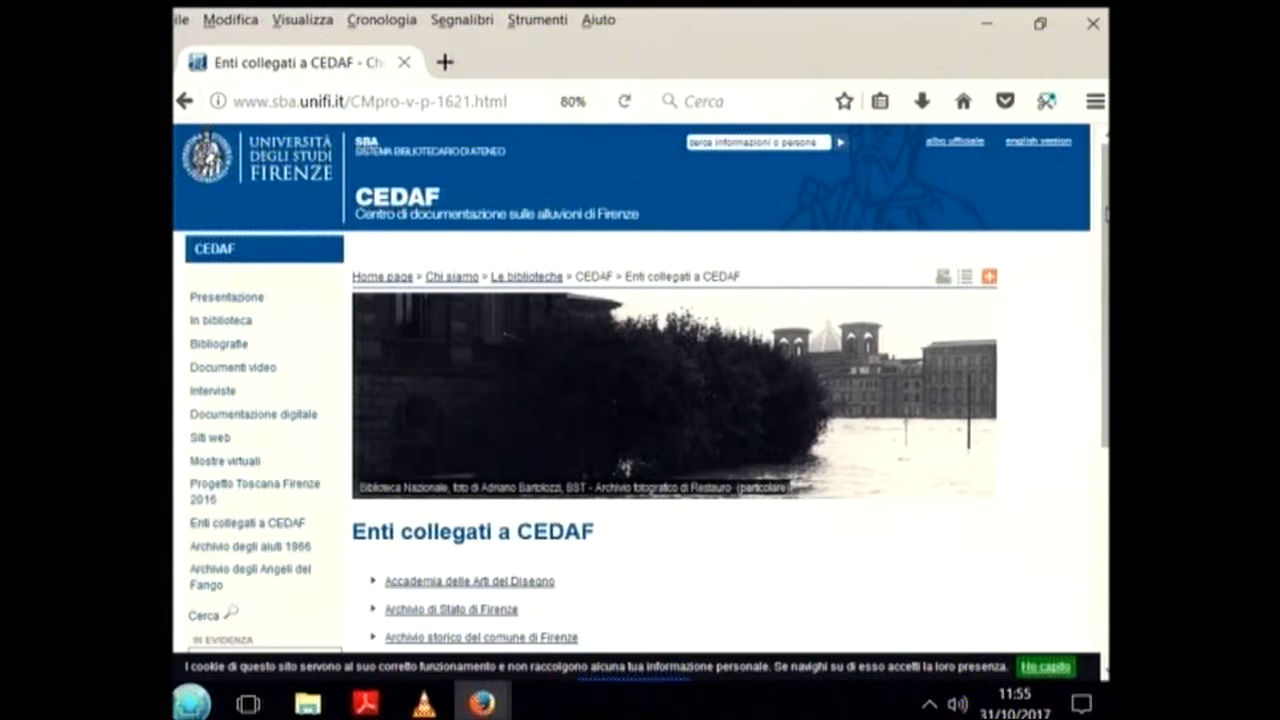 ile Modifica Visualizza Cronologia Segnalibri Strumenti Aiuto
Enti collegati a CEDAF - Ch
www.sba.unifi.it/CMpro-v-p-1621.html 80% Cerca
UNIVERSITÀ
DEGLI STUDI
FIRENZE
SBA
SISTEMA BIBLIOTECARIO DI ATENEO
cerca informazioni o persone
albo ufficiale english version
CEDAF
Centro di documentazione sulle alluvioni di Firenze
CEDAF
Home page > Chi siamo > Le biblioteche > CEDAF > Enti collegati a CEDAF
Presentazione
In biblioteca
Bibliografie
Documenti video
Interviste
Documentazione digitale
Siti web
Mostre virtuali
Progetto Toscana Firenze
2016
Enti collegati a CEDAF
Archivio degli aiuti 1966
Archivio degli Angeli del
Fango
Cerca
IN EVIDENZA
Biblioteca Nazionale, foto di Adriano Bartolozzi, BST - Archivio fotografico di Restauro (particolare)
Enti collegati a CEDAF
Accademia delle Arti del Disegno
Archivio di Stato di Firenze
Archivio storico del comune di Firenze
I cookie di questo sito servono al suo corretto funzionamento e non raccolgono alcuna tua informazione personale. Se navighi su di esso accetti la loro presenza. Ho capito
11:55
31/10/2017